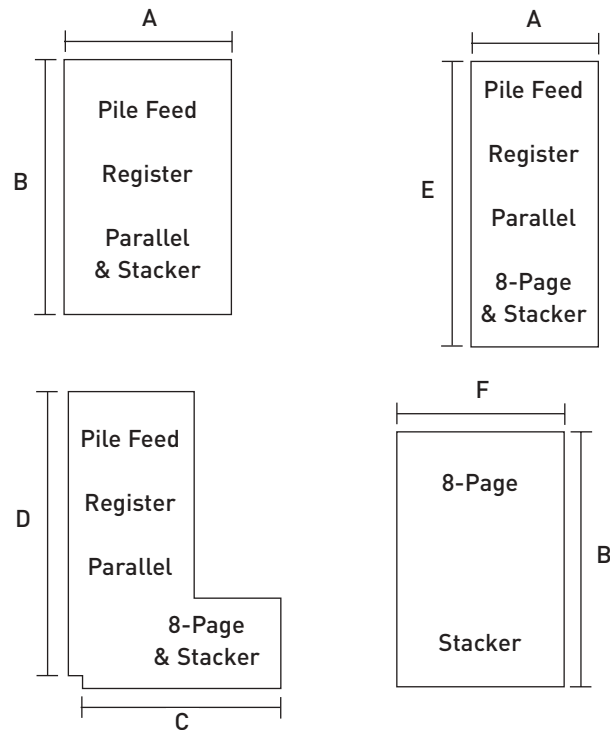 A
B
Pile Feed
Register
Parallel
& Stacker
A
E
Pile Feed
Register
Parallel
8-Page
& Stacker
D
Pile Feed
Register
Parallel
8-Page
& Stacker
C
F
8-Page
B
Stacker